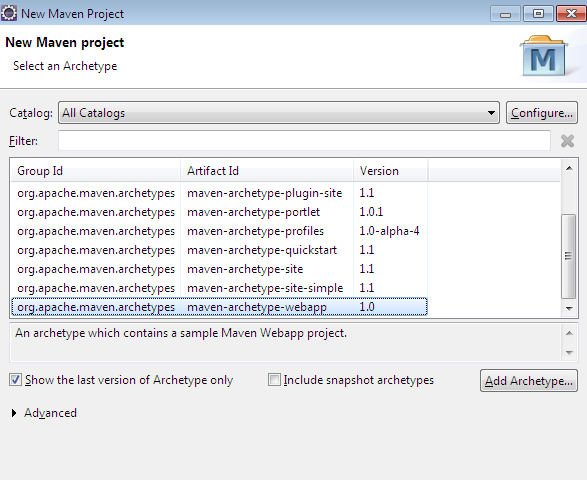 New Maven Project
New Maven project
Select an Archetype
M
Catalog: All Catalogs Configure...
Filter:
Group Id Artifact Id Version
org.apache.maven.archetypes maven-archetype-plugin-site 1.1
org.apache.maven.archetypes maven-archetype-portlet 1.0.1
org.apache.maven.archetypes maven-archetype-profiles 1.0-alpha-4
org.apache.maven.archetypes maven-archetype-quickstart 1.1
org.apache.maven.archetypes maven-archetype-site 1.1
org.apache.maven.archetypes maven-archetype-site-simple 1.1
org.apache.maven.archetypes maven-archetype-webapp 1.0
An archetype which contains a sample Maven Webapp project.
Show the last version of Archetype only Include snapshot archetypes Add Archetype...
Advanced